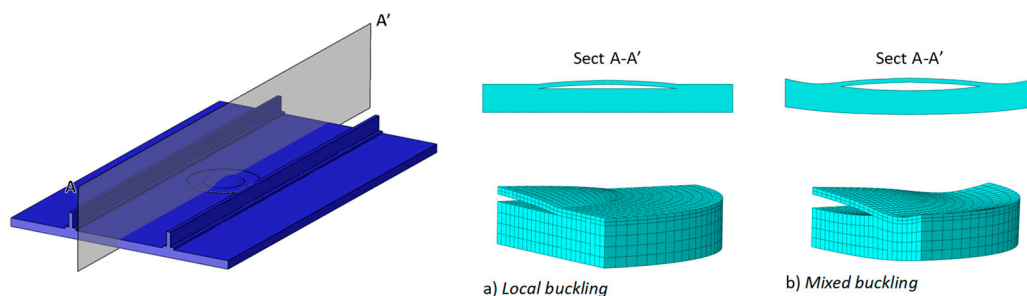 A'
A
Sect A-A'
Sect A-A'
a) Local buckling
b) Mixed buckling